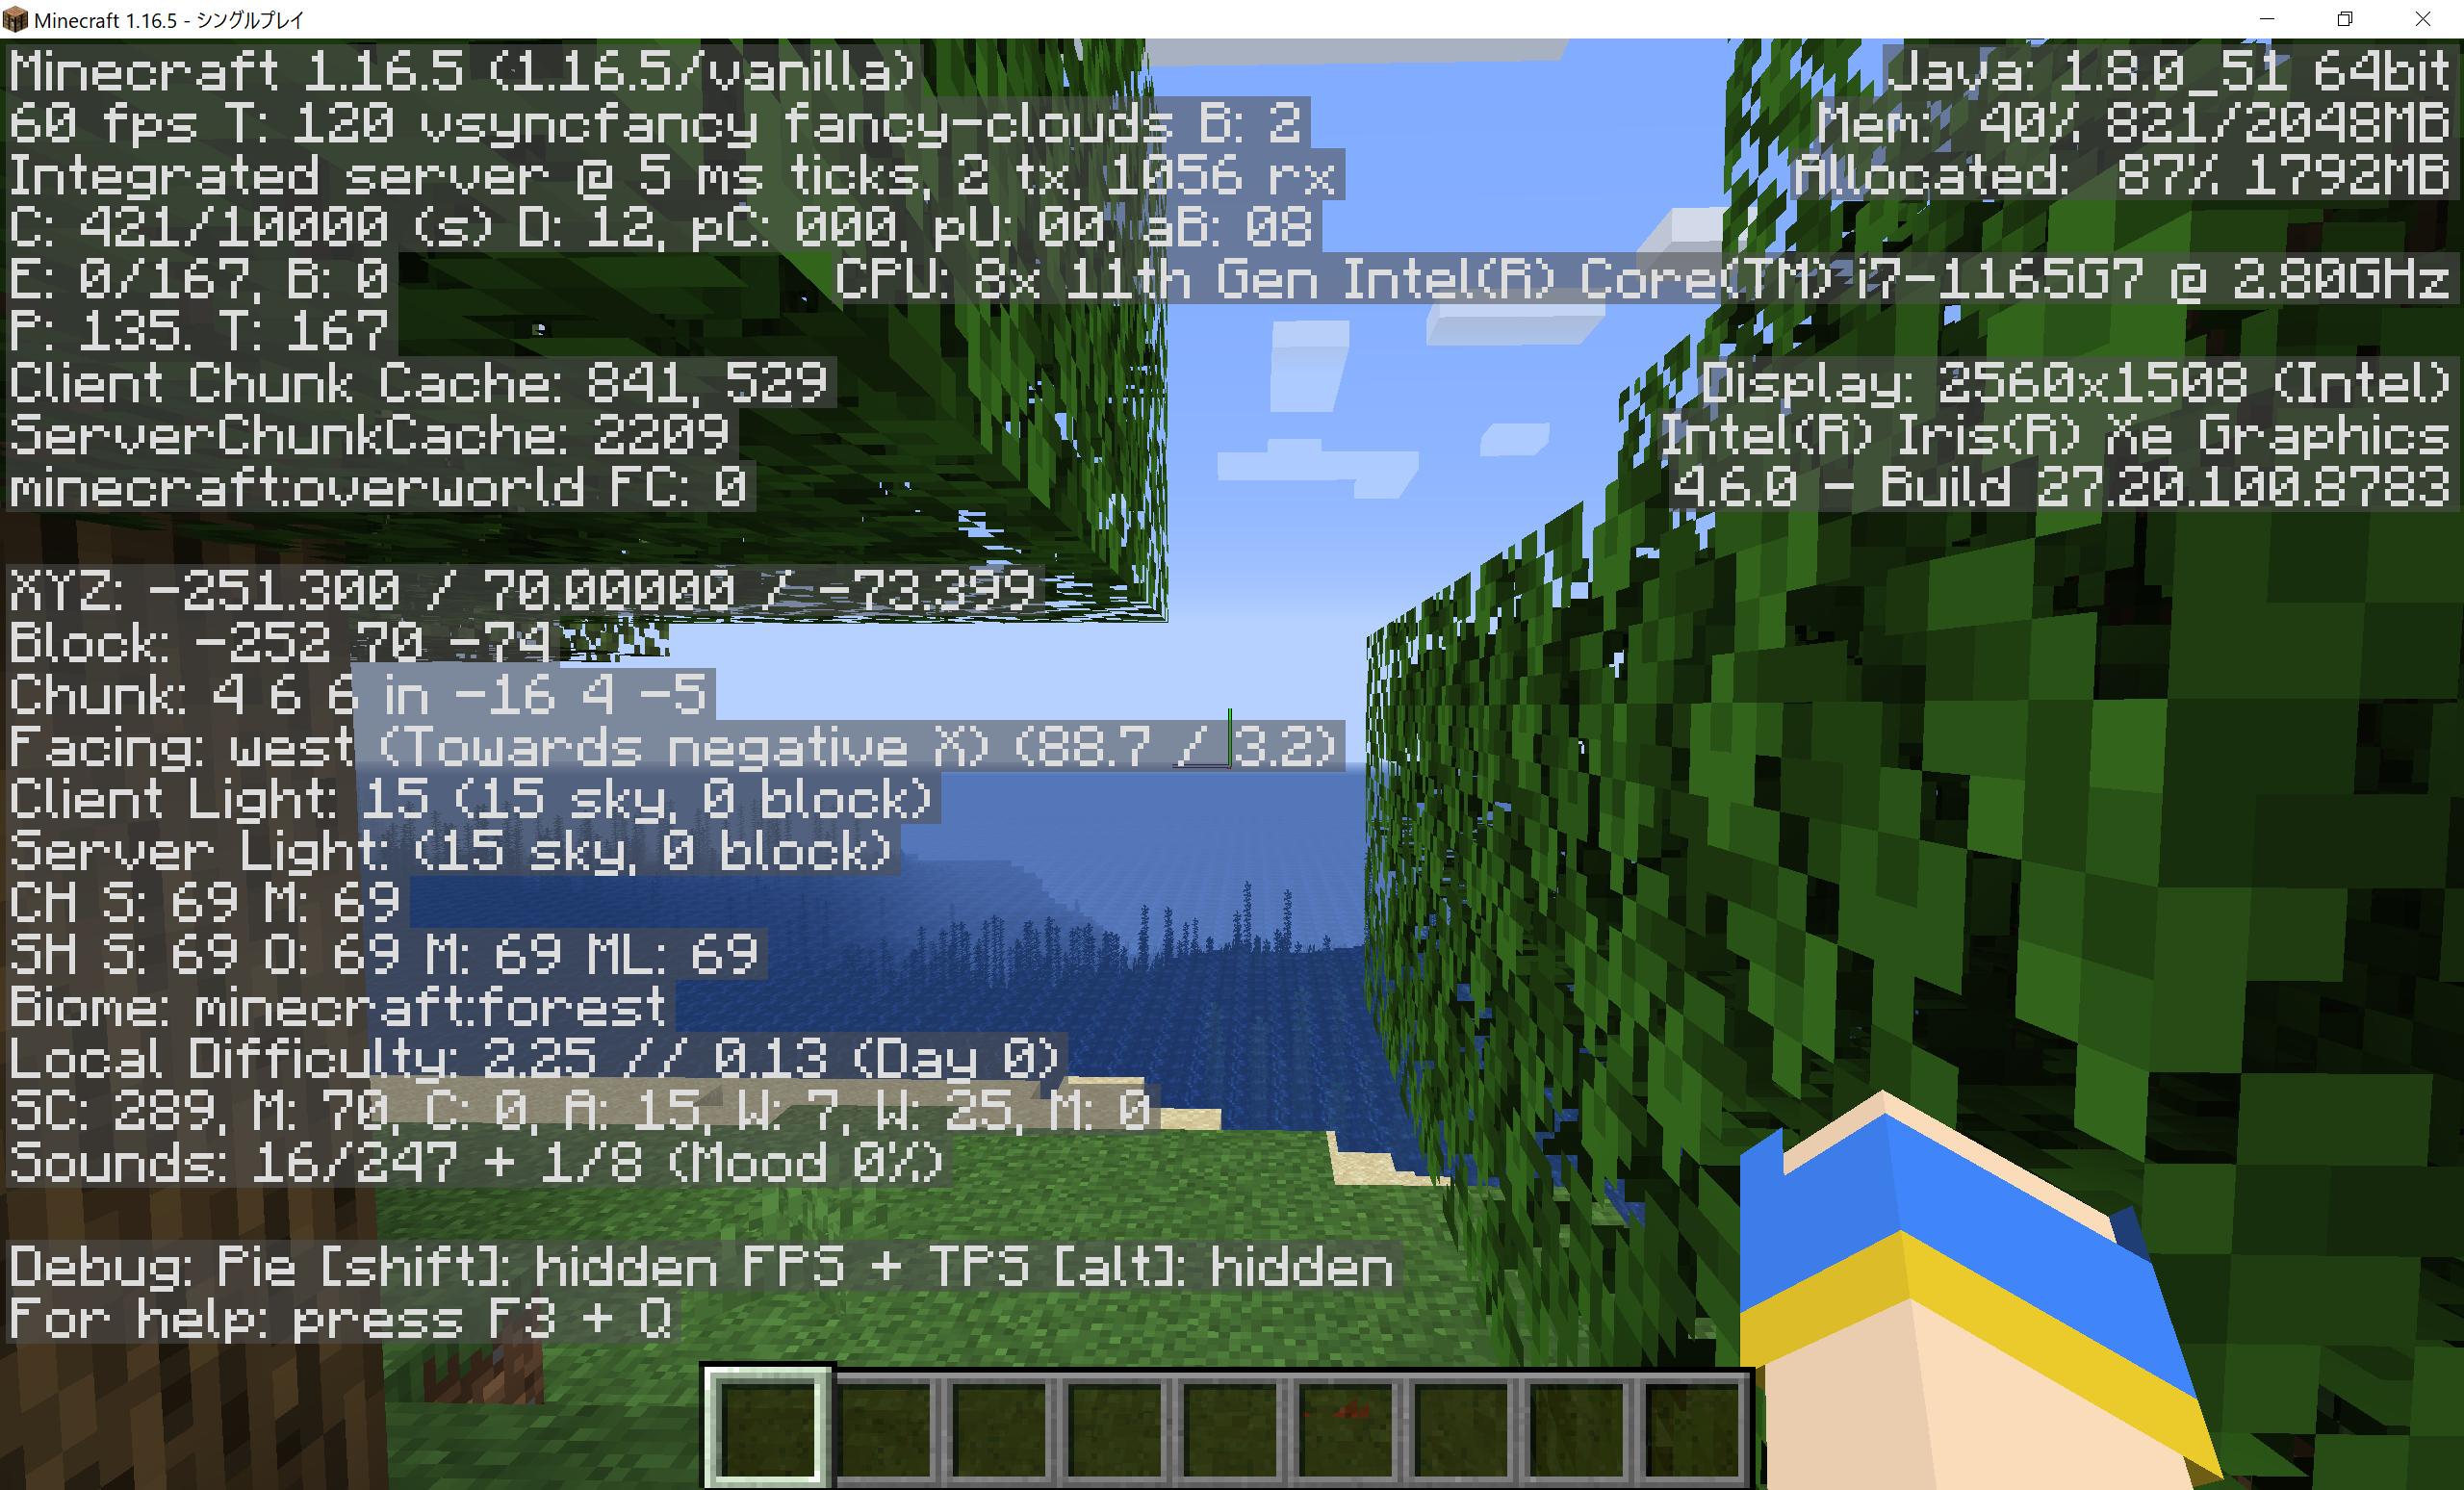 Minecraft 1.16.5 - シングルプレイ
Minecraft 1.16.5 (1.16.5/vanilla)
60 fps T: 120 vsyncfancy fancy-clouds B: 2
Integrated server @ 5 ms ticks, 2 tx, 1056 rx
C: 421/10000 (s) D: 12, pC: 000, pU: 00, aB: 08
E: 0/167, B: 0
P: 135. T: 167
Client Chunk Cache: 841, 529
ServerChunkCache: 2209
minecraft:overworld FC: 0
XYZ: -251.300 / 70.00000 / -73.399
Block: -252 70 -74
Chunk: 4 6 6 in -16 4 -5
Facing: west (Towards negative X) (88.7 / 3.2)
Client Light: 15 (15 sky, 0 block)
Server Light: (15 sky, 0 block)
CH S: 69 M: 69
SH S: 69 O: 69 M: 69 ML: 69
Biome: minecraft:forest
Local Difficulty: 2.25 // 0.13 (Day 0)
SC: 289, M: 70, C: 0, A: 15, W: 7, W: 25, M: 0
Sounds: 16/247 + 1/8 (Mood 0%)
Debug: Pie [shift]: hidden FPS + TPS [alt]: hidden
For help: press F3 + Q
Java: 1.8.0_51 64bit
Mem: 40% 821/2048MB
Allocated: 87% 1792MB
CPU: 8x 11th Gen Intel(R) Core(TM) i7-1165G7 @ 2.80GHz
Display: 2560x1508 (Intel)
Intel(R) Iris(R) Xe Graphics
4.6.0 - Build 27.20.100.8783